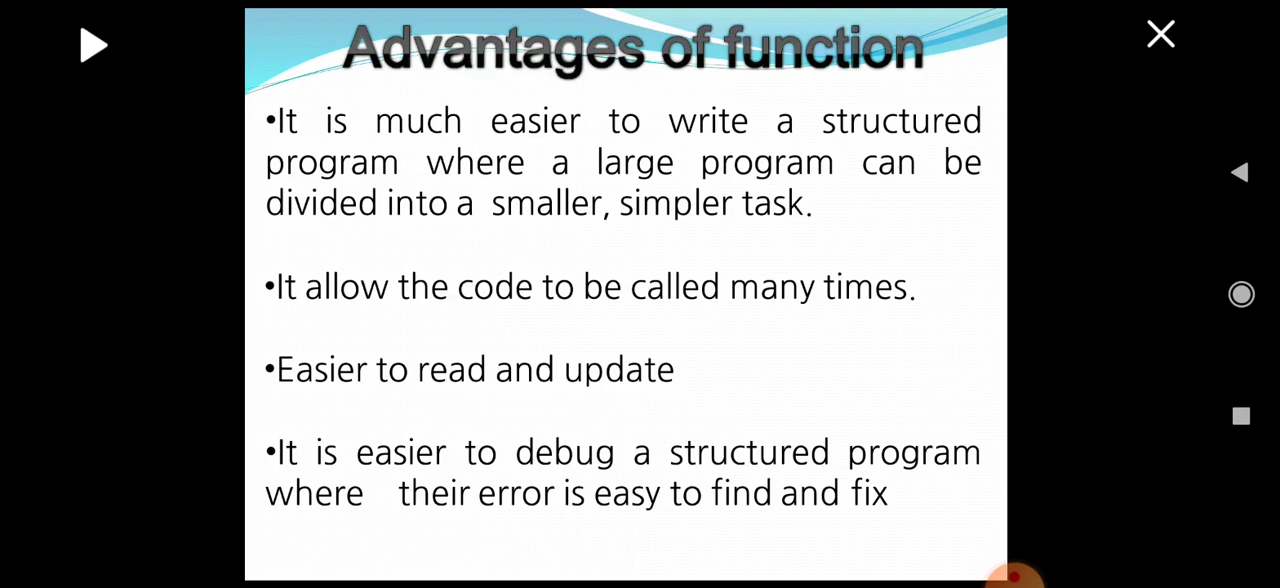 Advantages of function
•It is much easier to write a structured
program where a large program can be
divided into a smaller, simpler task.
•It allow the code to be called many times.
•Easier to read and update
•It is easier to debug a structured program
where their error is easy to find and fix